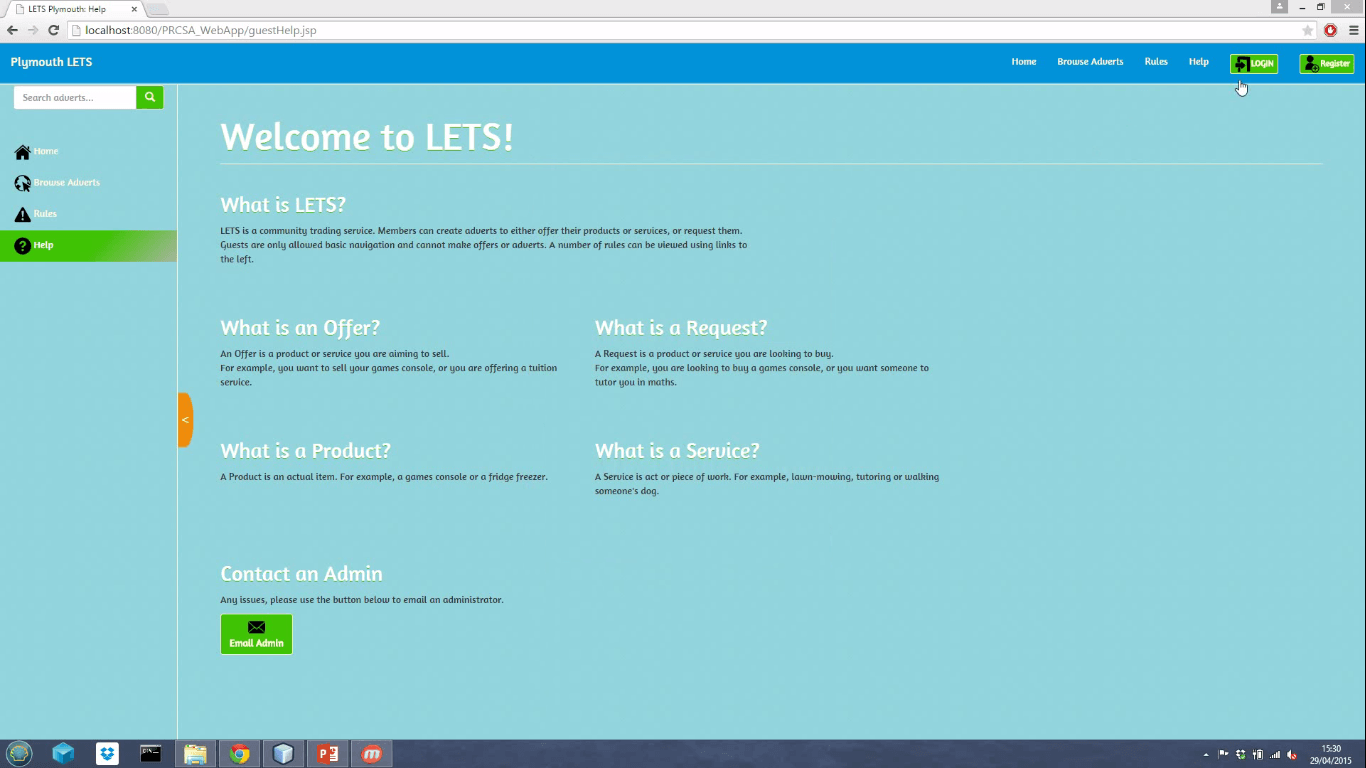 LETS Plymouth: Help
localhost:8080/PRCSA_WebApp/guestHelp.jsp
Plymouth LETS
Home
Browse Adverts
Rules
Help
LOGIN
Register
Search adverts...
Home
Browse Adverts
Rules
Help
<
Welcome to LETS!
What is LETS?
LETS is a community trading service. Members can create adverts to either offer their products or services, or request them.
Guests are only allowed basic navigation and cannot make offers or adverts. A number of rules can be viewed using links to
the left.
What is an Offer?
An Offer is a product or service you are aiming to sell.
For example, you want to sell your games console, or you are offering a tuition
service.
What is a Request?
A Request is a product or service you are looking to buy.
For example, you are looking to buy a games console, or you want someone to
tutor you in maths.
What is a Product?
A Product is an actual item. For example, a games console or a fridge freezer.
What is a Service?
A Service is act or piece of work. For example, lawn-mowing, tutoring or walking
someone's dog.
Contact an Admin
Any issues, please use the button below to email an administrator.
Email Admin
15:30
29/04/2015